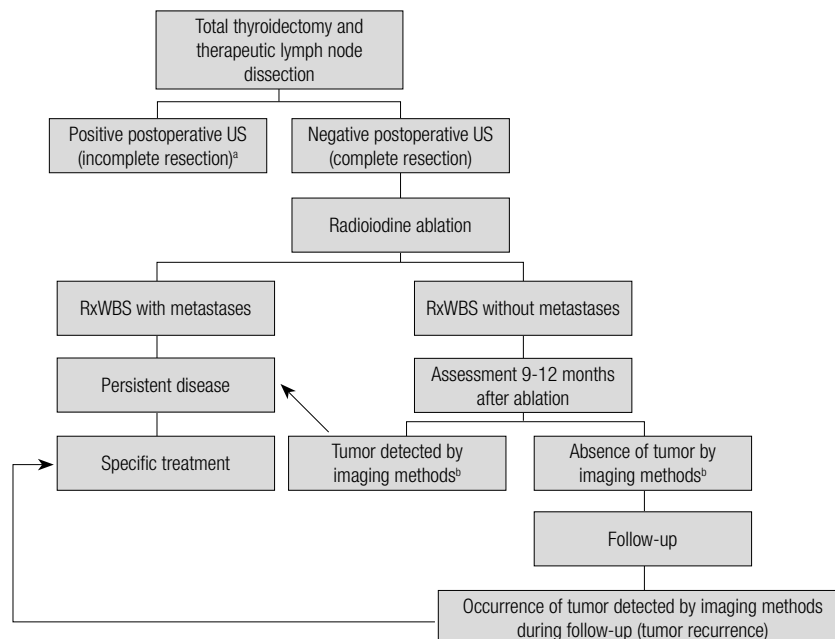 Total thyroidectomy and
therapeutic lymph node
dissection
Positive postoperative US
(incomplete resection)ᵃ
Negative postoperative US
(complete resection)
Radioiodine ablation
RxWBS with metastases
RxWBS without metastases
Persistent disease
Assessment 9-12 months
after ablation
Specific treatment
Tumor detected by
imaging methodsᵇ
Absence of tumor by
imaging methodsᵇ
Follow-up
Occurrence of tumor detected by imaging methods
during follow-up (tumor recurrence)